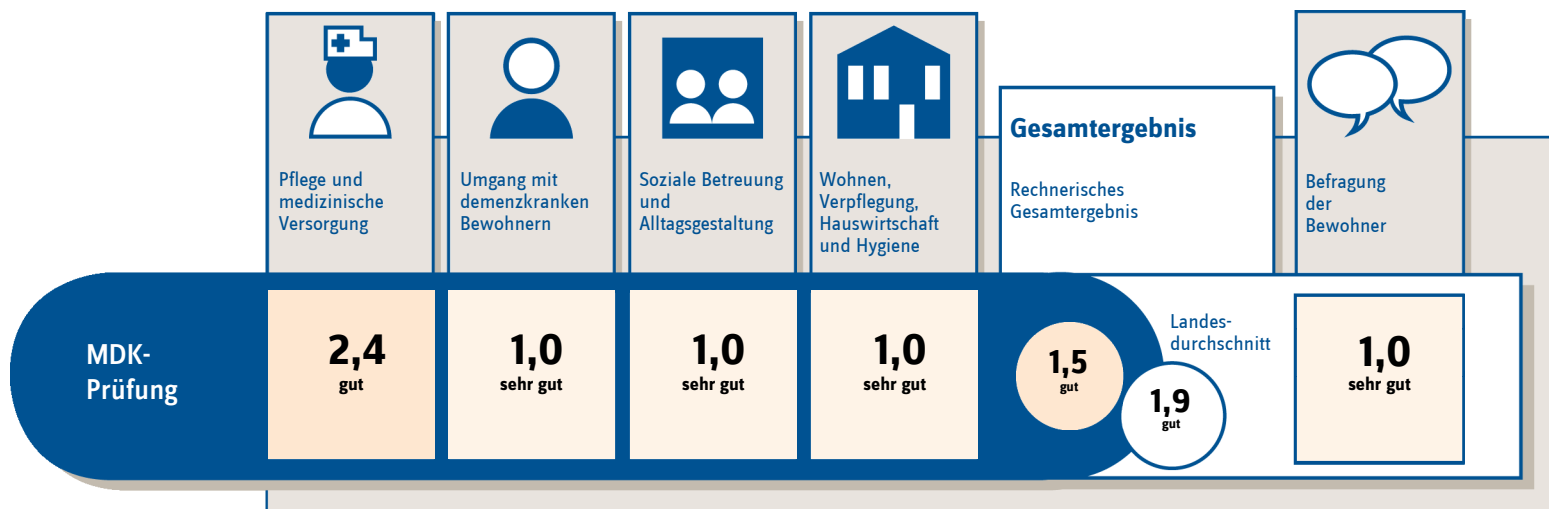 Pflege und
medizinische
Versorgung
Umgang mit
demenzkranken
Bewohnern
Soziale Betreuung
und
Alltagsgestaltung
Wohnen,
Verpflegung,
Hauswirtschaft
und Hygiene
Gesamtergebnis
Rechnerisches
Gesamtergebnis
Befragung
der
Bewohner
MDK-
Prüfung
2,4
gut
1,0
sehr gut
1,0
sehr gut
1,0
sehr gut
1,5
gut
Landes-
durchschnitt
1,9
gut
1,0
sehr gut